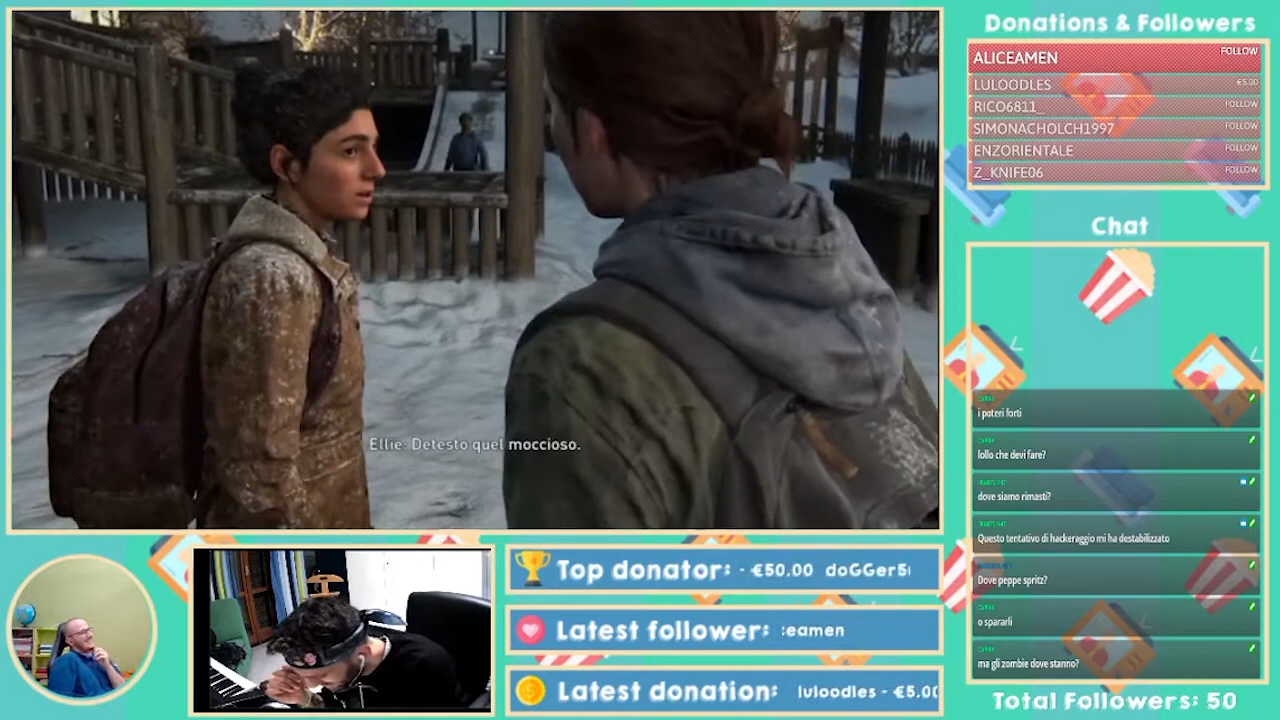 Donations & Followers
ALICEAMEN FOLLOW
LULOODLES €5.00
RICO6811_ FOLLOW
SIMONACHOLCH1997 FOLLOW
ENZORIENTALE FOLLOW
Z_KNIFE06 FOLLOW
Chat
i poteri forti
lollo che devi fare?
dove siamo rimasti?
Questo tentativo di hackeraggio mi ha destabilizzato
Dove peppe spritz?
o spararli
ma gli zombie dove stanno?
Total Followers: 50
Ellie: Detesto quel moccioso.
Top donator: - €50.00 doGGer5
Latest follower: :eamen
Latest donation: luloodles - €5.00